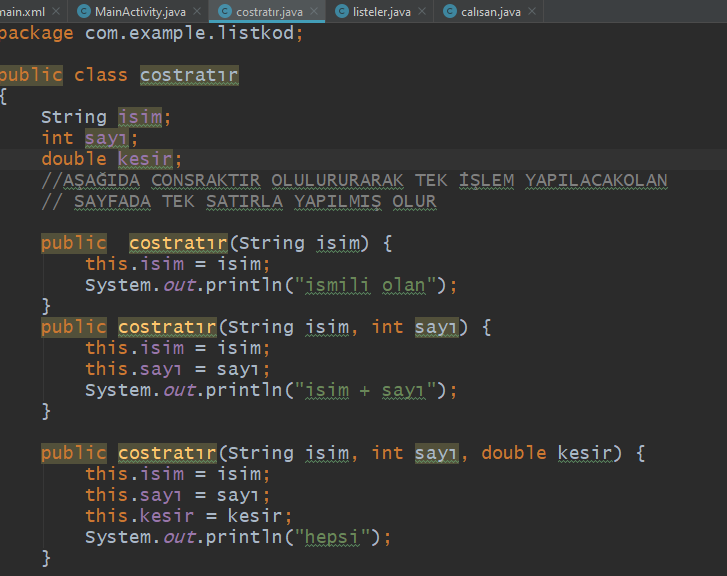 main.xml MainActivity.java costratır.java listeler.java calısan.java
package com.example.listkod;
public class costratır
{
String isim;
int sayı;
double kesir;
//AŞAĞIDA CONSRAKTIR OLULURURARAK TEK İŞLEM YAPILACAKOLAN
// SAYFADA TEK SATIRLA YAPILMIŞ OLUR
public costratır(String isim) {
this.isim = isim;
System.out.println("ismili olan");
}
public costratır(String isim, int sayı) {
this.isim = isim;
this.sayı = sayı;
System.out.println("isim + sayı");
}
public costratır(String isim, int sayı, double kesir) {
this.isim = isim;
this.sayı = sayı;
this.kesir = kesir;
System.out.println("hepsi");
}